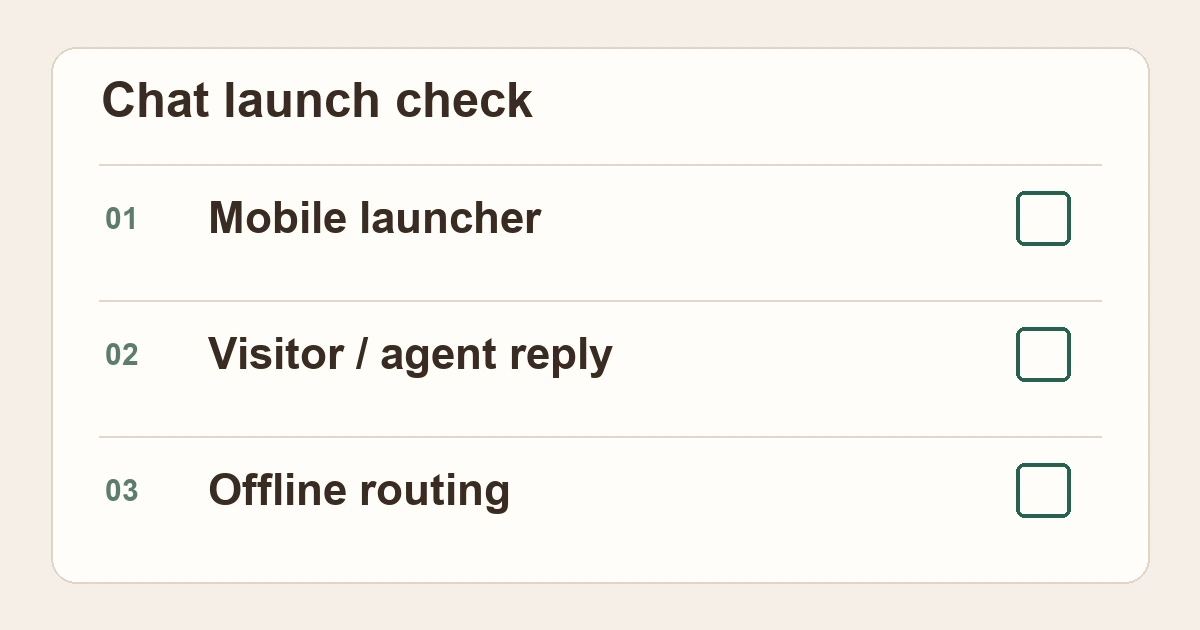 Chat launch check
01 Mobile launcher
02 Visitor / agent reply
03 Offline routing